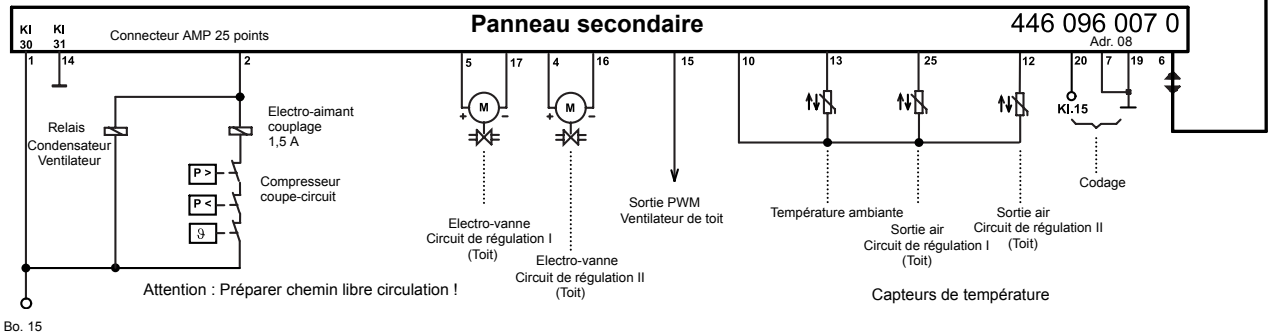 Panneau secondaire
446 096 007 0
Adr. 08
KI 30
KI 31
Connecteur AMP 25 points
1
14
2
5
17
4
16
15
10
13
25
12
20
7
19
6
M
+
–
M
+
–
KI.15
Relais
Condensateur
Ventilateur
Electro-aimant
couplage
1,5 A
P >
P <
ϑ
Compresseur
coupe-circuit
Electro-vanne
Circuit de régulation I
(Toit)
Electro-vanne
Circuit de régulation II
(Toit)
Sortie PWM
Ventilateur de toit
Température ambiante
Sortie air
Circuit de régulation I
(Toit)
Sortie air
Circuit de régulation II
(Toit)
Codage
Attention : Préparer chemin libre circulation !
Capteurs de température
Bo. 15